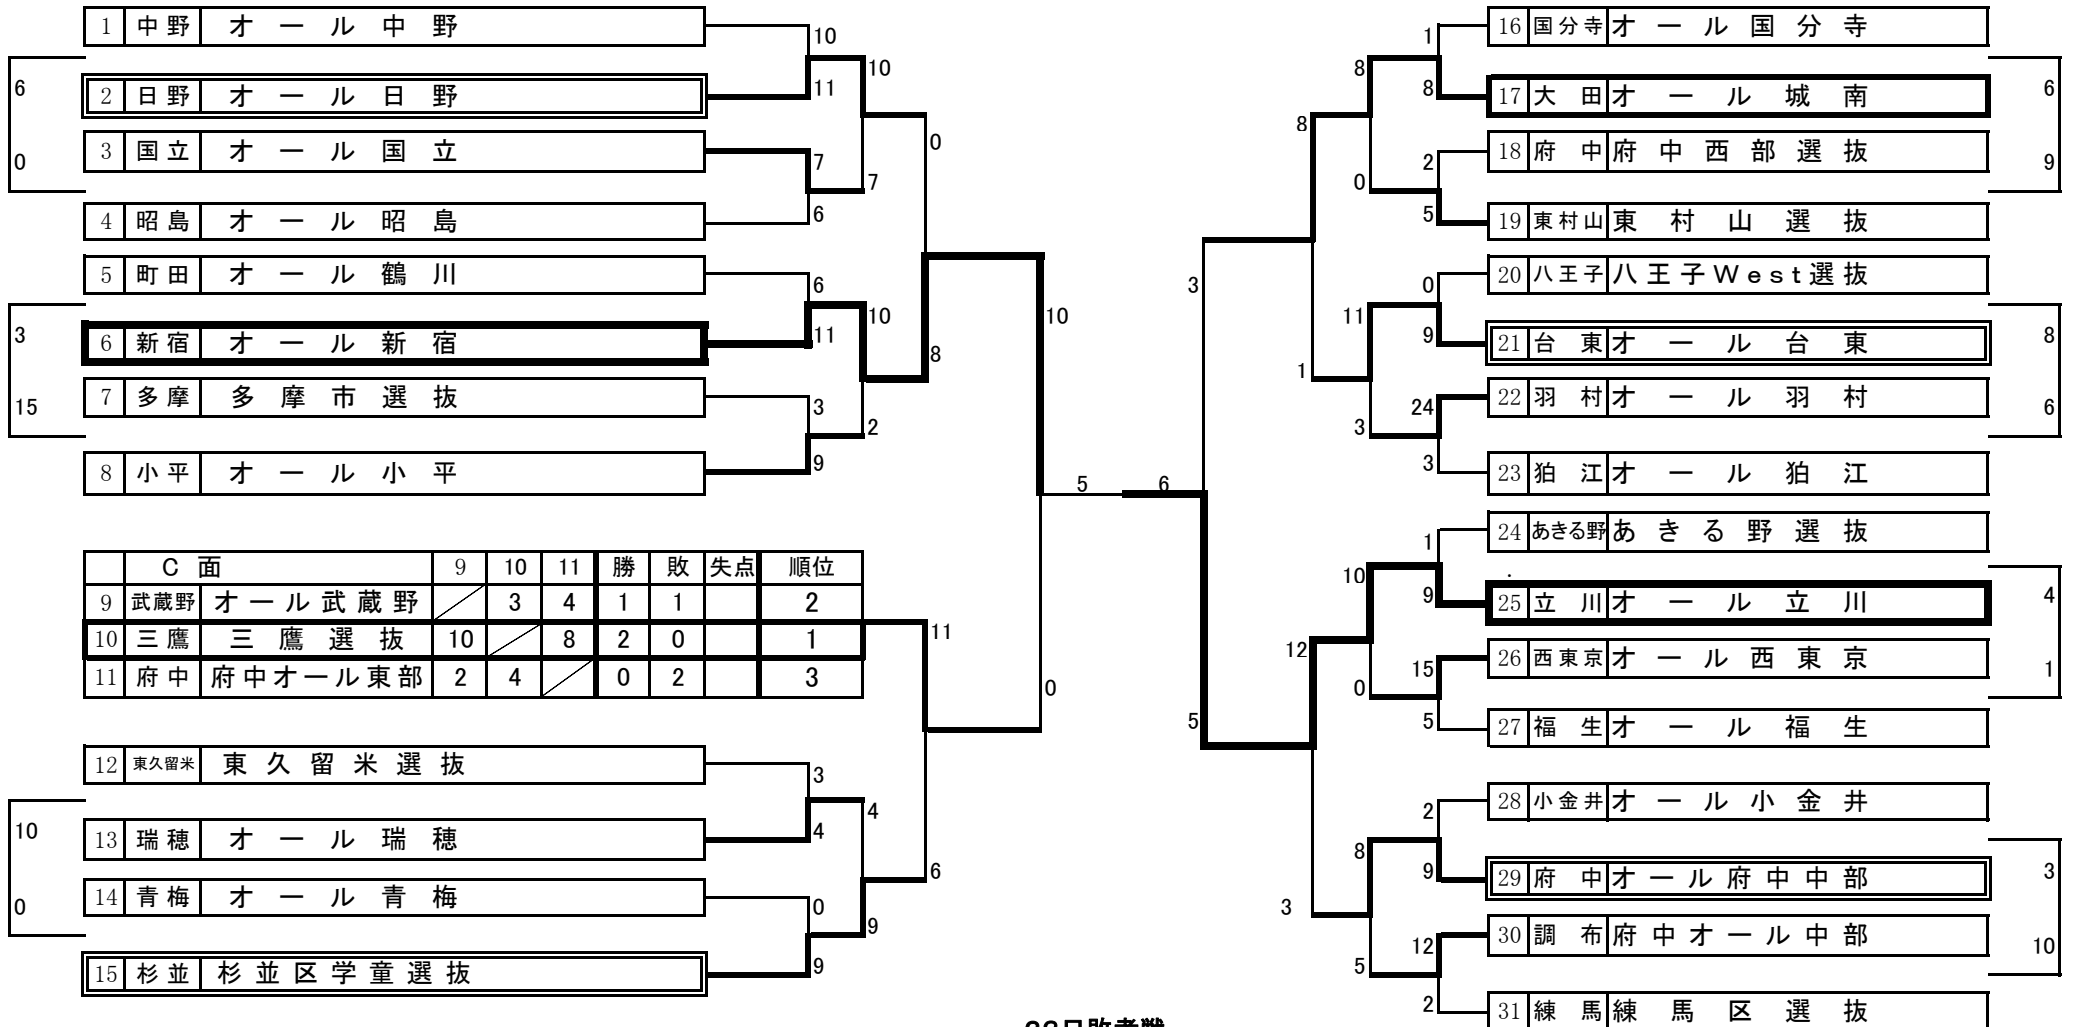 1 中野 オール中野
10
6
10
2 日野 オール日野
11
3 国立 オール国立
0
7
0
7
4 昭島 オール昭島
6
5 町田 オール鶴川
6
3
10
10
6 新宿 オール新宿
11
8
7 多摩 多摩市選抜
15
3
2
8 小平 オール小平
9
5 6
C面 9 10 11 勝 敗 失点 順位
9 武蔵野 オール武蔵野 3 4 1 1 2
10 三鷹 三鷹選抜 10 8 2 0 1
11 府中 府中オール東部 2 4 0 2 3
11
0
12 東久留米 東久留米選抜
3
10
4
13 瑞穂 オール瑞穂
4
6
14 青梅 オール青梅
0
0
9
15 杉並 杉並区学童選抜
9
16 国分寺 オール国分寺
1
8
6
17 大田 オール城南
8
8
18 府中 府中西部選抜
2
9
0
19 東村山 東村山選抜
5
20 八王子 八王子West選抜
0
3
11
8
21 台東 オール台東
9
1
22 羽村 オール羽村
24
6
3
23 狛江 オール狛江
3
24 あきる野 あきる野選抜
1
10
4
25 立川 オール立川
9
12
26 西東京 オール西東京
15
1
0
27 福生 オール福生
5
5
28 小金井 オール小金井
2
8
3
29 府中 オール府中中部
9
3
30 調布 府中オール中部
12
10
5
31 練馬 練馬区選抜
2